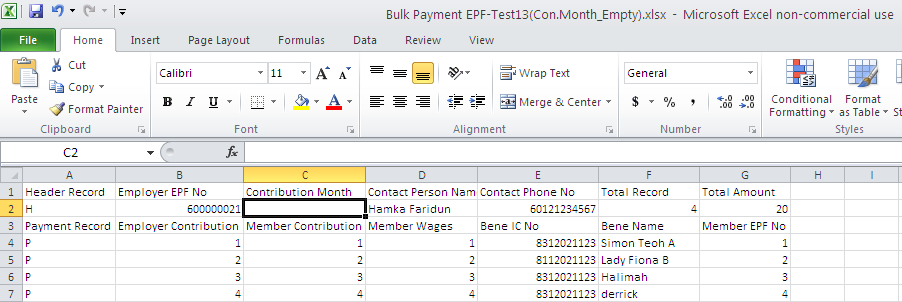 Bulk Payment EPF-Test13(Con.Month_Empty).xlsx - Microsoft Excel non-commercial use
File Home Insert Page Layout Formulas Data Review View
Cut Calibri 11 A A Wrap Text General
Copy
Paste Format Painter B I U A Merge & Center $ % , .0 .00 .00 .0 Conditional Formatting Format as Table
Clipboard Font Alignment Number Styles
C2 fx
A B C D E F G H I
1 Header Record Employer EPF No Contribution Month Contact Person Nam Contact Phone No Total Record Total Amount
2 H 600000021 Hamka Faridun 60121234567 4 20
3 Payment Record Employer Contribution Member Contribution Member Wages Bene IC No Bene Name Member EPF No
4 P 1 1 1 8312021123 Simon Teoh A 1
5 P 2 2 2 8112021123 Lady Fiona B 2
6 P 3 3 3 8312021123 Halimah 3
7 P 4 4 4 8312021123 derrick 4